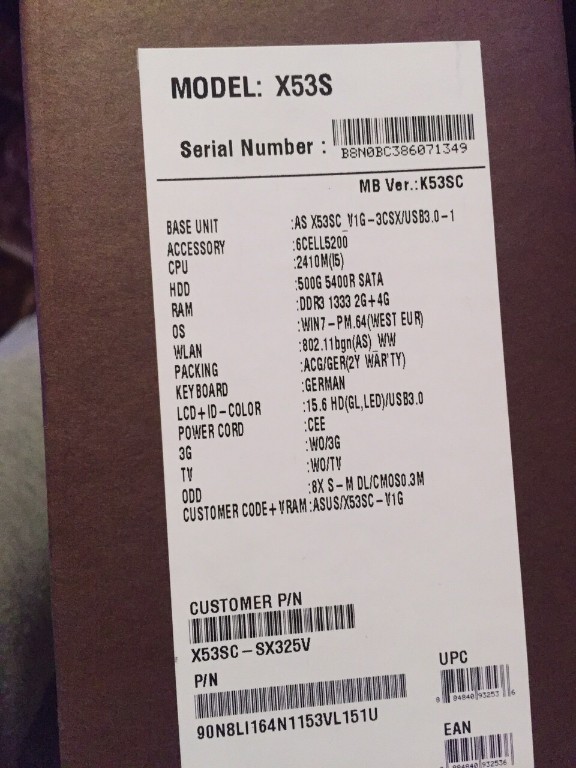 MODEL: X53S
Serial Number :
B8N0BC386071349
MB Ver.:K53SC
BASE UNIT :AS X53SC_V1G-3CSX/USB3.0-1
ACCESSORY :6CELL5200
CPU :2410M(I5)
HDD :500G 5400R SATA
RAM :DDR3 1333 2G+4G
OS :WIN7-PM.64(WEST EUR)
WLAN :802.11bgn(AS)_WW
PACKING :ACG/GER(2Y WAR'TY)
KEYBOARD :GERMAN
LCD+ID-COLOR :15.6 HD(GL,LED)/USB3.0
POWER CORD :CEE
3G :WO/3G
TV :WO/TV
ODD :8X S-M DL/CMOS0.3M
CUSTOMER CODE+VRAM:ASUS/X53SC-V1G
CUSTOMER P/N
X53SC-SX325V
P/N
90N8LI164N1153VL151U
UPC
8 84840 93253 6
EAN